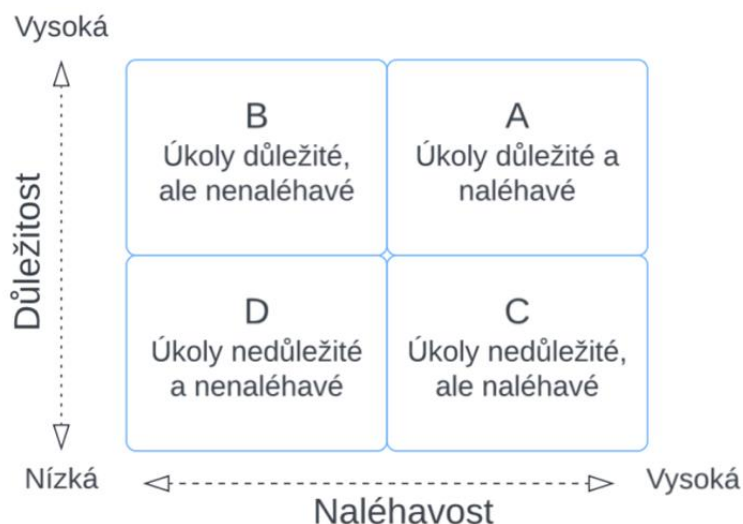 Vysoká
Důležitost
B
Úkoly důležité,
ale nenaléhavé
A
Úkoly důležité a
naléhavé
D
Úkoly nedůležité
a nenaléhavé
C
Úkoly nedůležité,
ale naléhavé
Nízká
Naléhavost
Vysoká